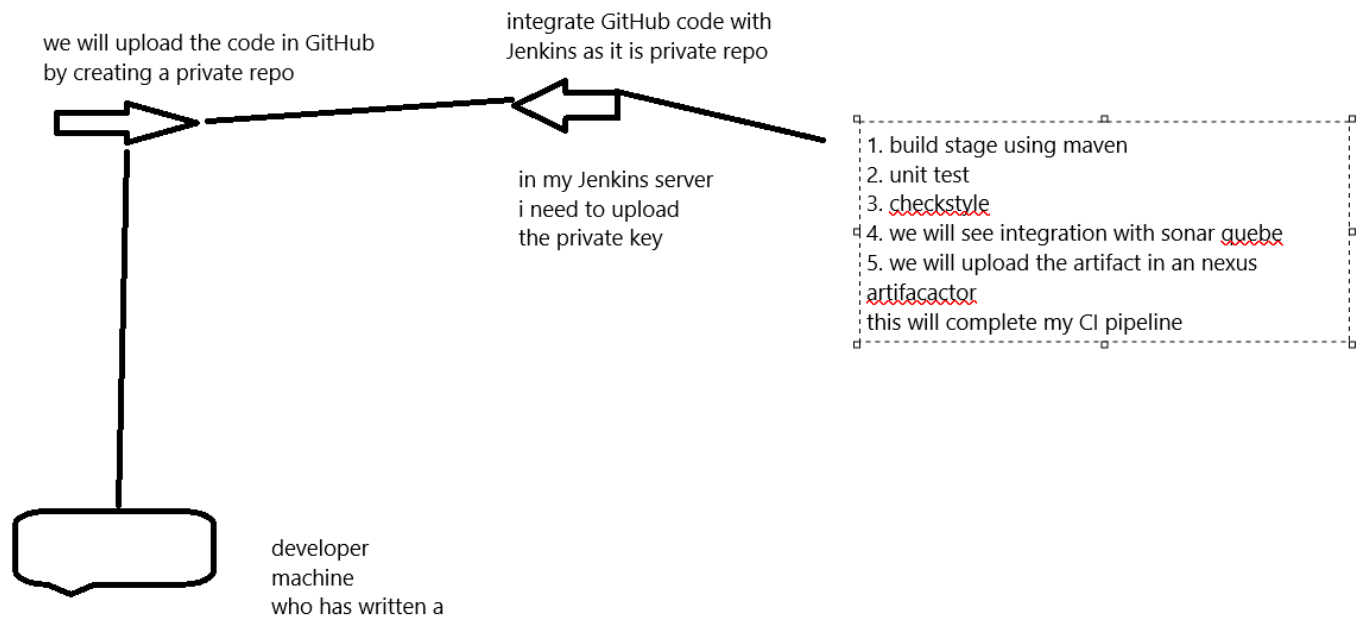 we will upload the code in GitHub
by creating a private repo
integrate GitHub code with
Jenkins as it is private repo
in my Jenkins server
i need to upload
the private key
1. build stage using maven
2. unit test
3. checkstyle
4. we will see integration with sonar quebe
5. we will upload the artifact in an nexus
artifacactor
this will complete my CI pipeline
developer
machine
who has written a